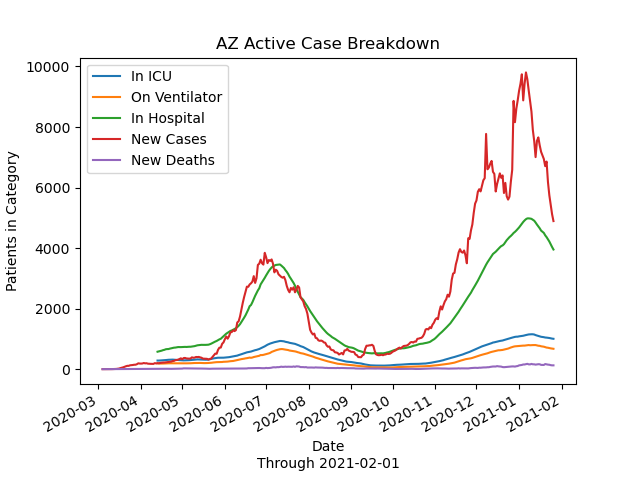 AZ Active Case Breakdown
In ICU
On Ventilator
In Hospital
New Cases
New Deaths
Patients in Category
10000
8000
6000
4000
2000
0
2020-03
2020-04
2020-05
2020-06
2020-07
2020-08
2020-09
2020-10
2020-11
2020-12
2021-01
2021-02
Date
Through 2021-02-01